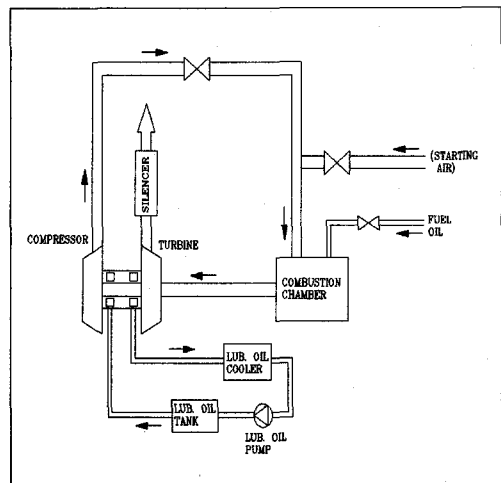 (STARTING
AIR)
SILENCER
FUEL
OIL
COMPRESSOR
TURBINE
COMBUSTION
CHAMBER
LUB. OIL
COOLER
LUB. OIL
TANK
LUB. OIL
PUMP